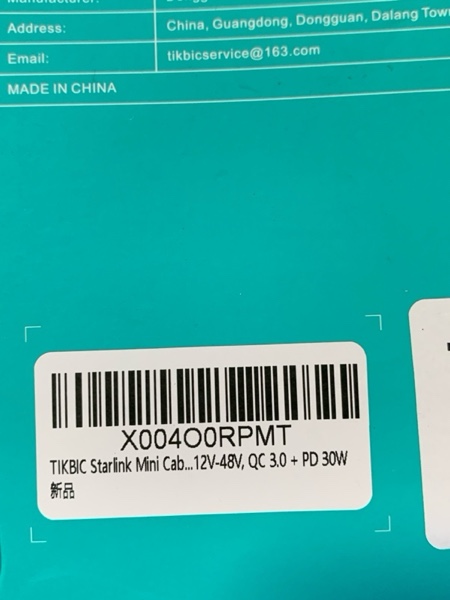 Address: China, Guangdong, Dongguan, Dalang Town
Email: tikbicservice@163.com
MADE IN CHINA
X004O0RPMT
TIKBIC Starlink Mini Cab...12V-48V, QC 3.0 + PD 30W
新品